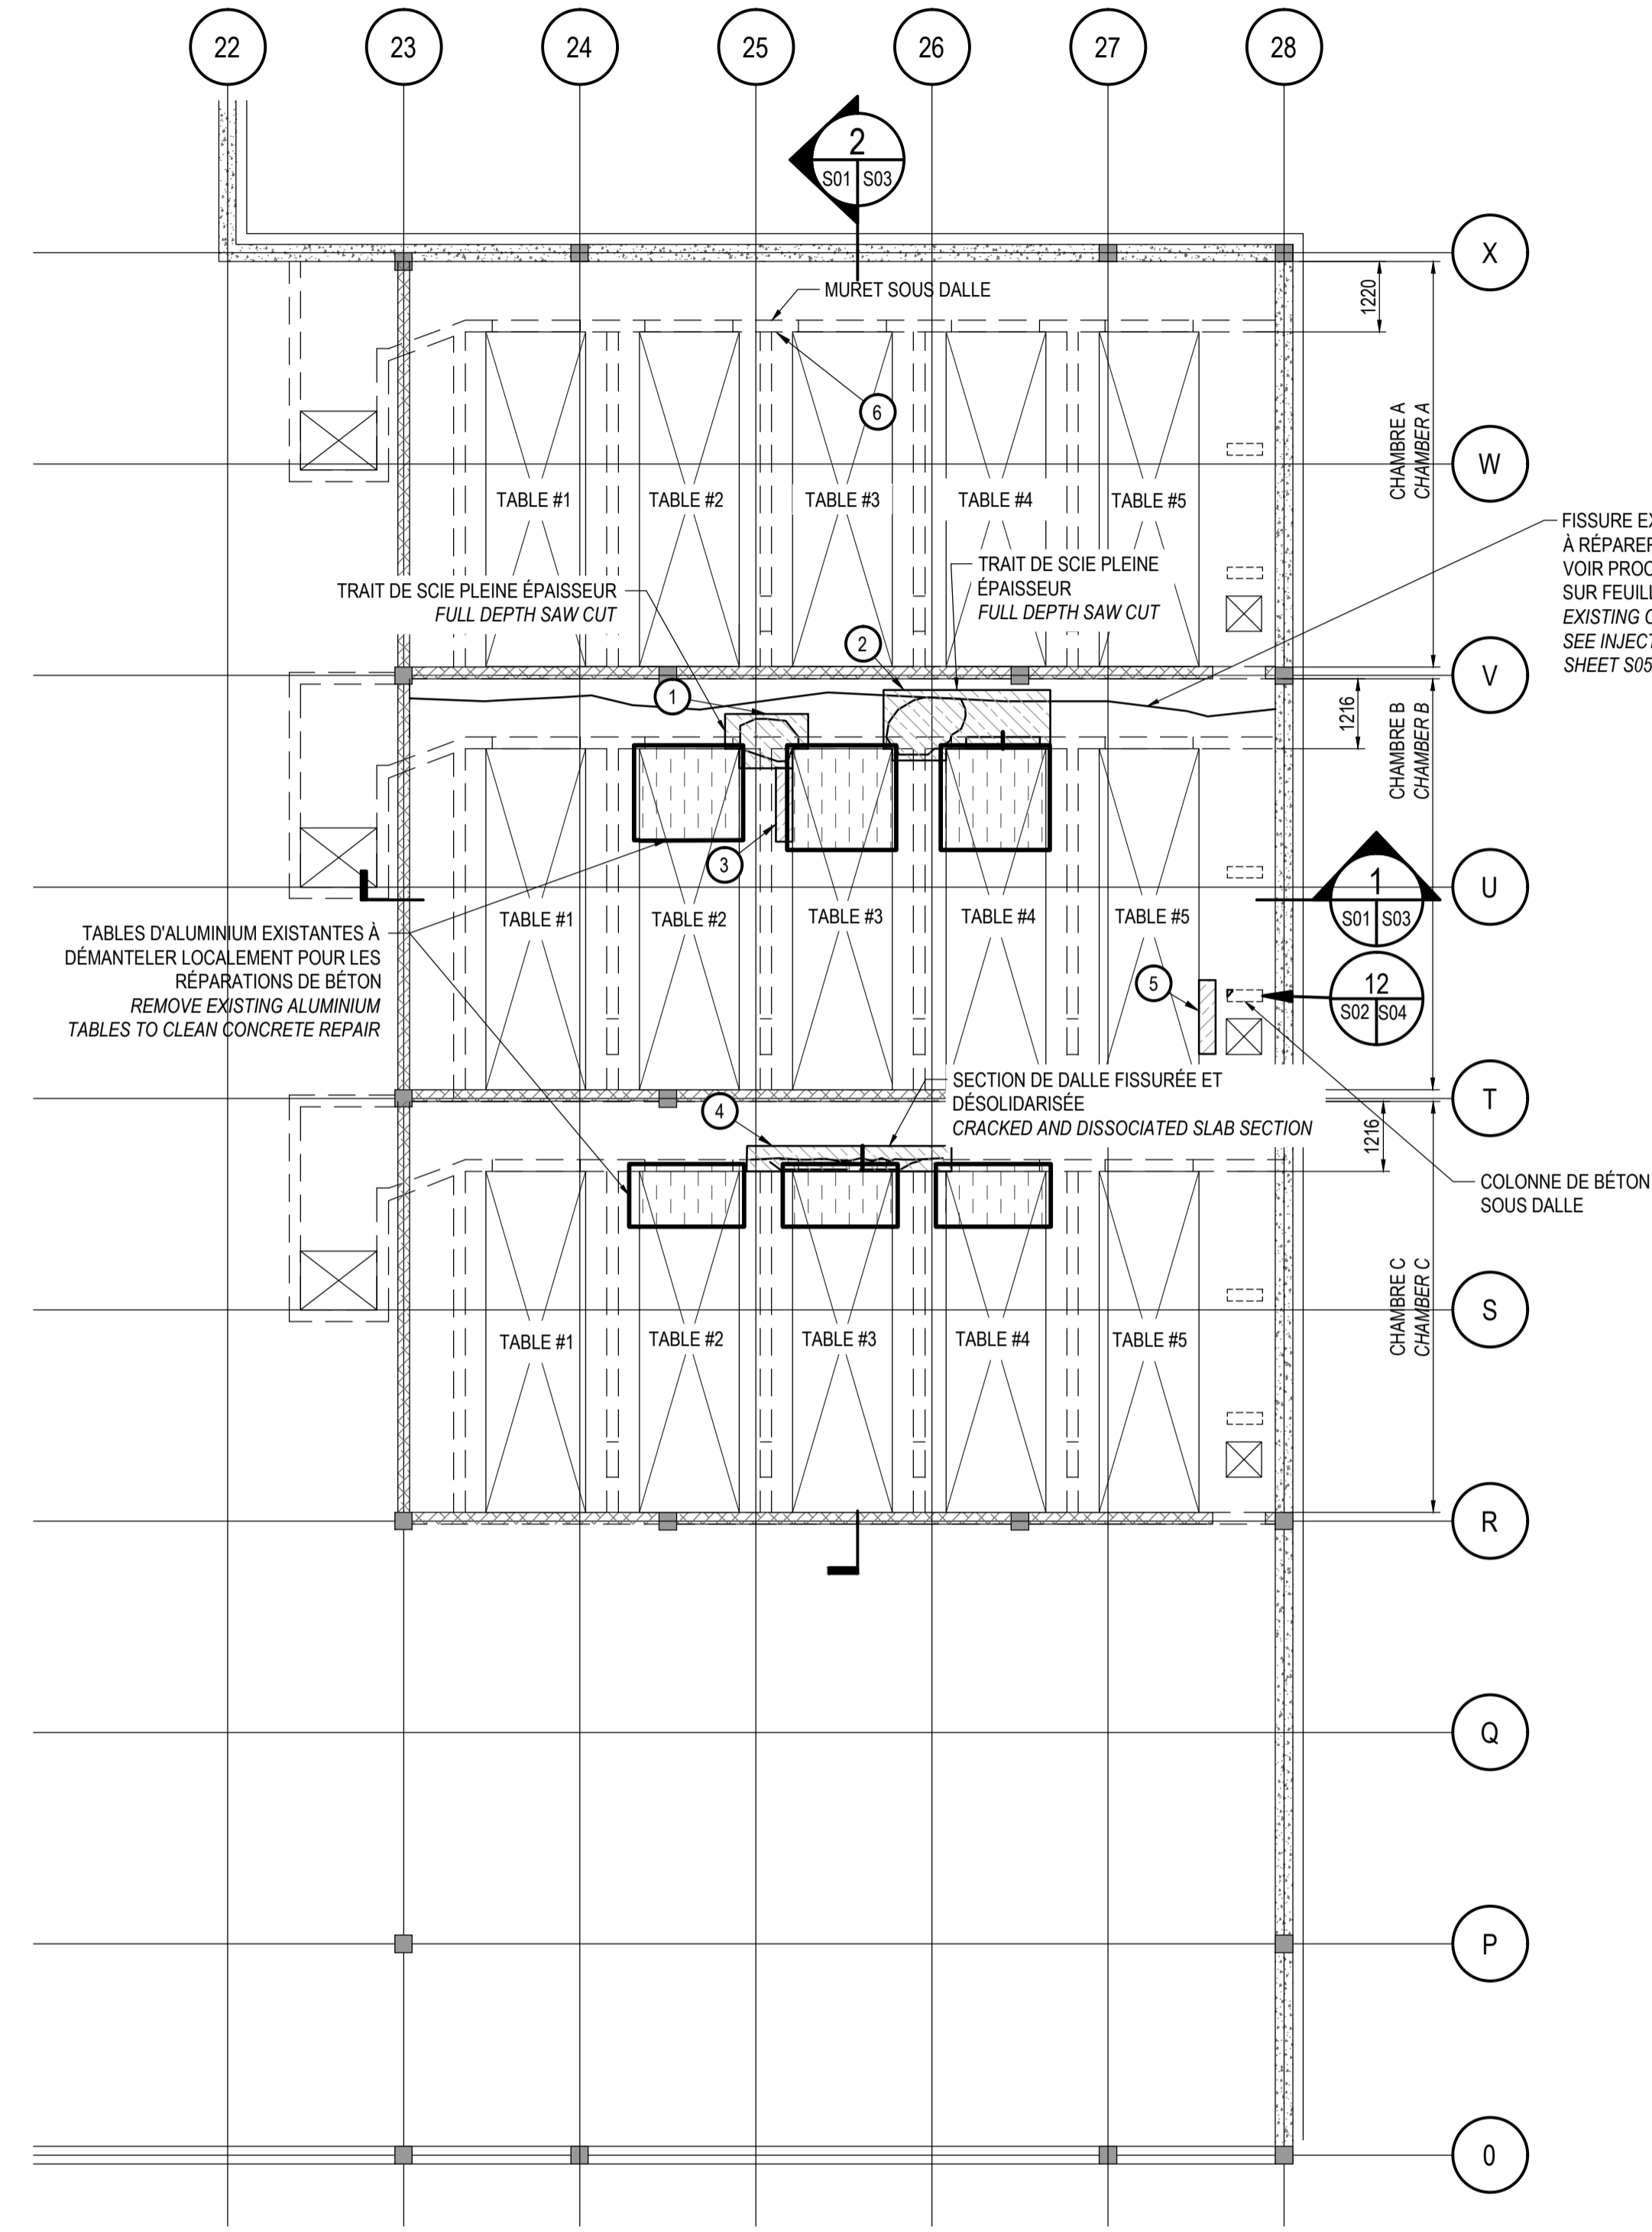 22
23
24
25
26
27
28
2
S01 S03
X
MURET SOUS DALLE
1220
6
CHAMBRE A
CHAMBER A
W
TABLE #1
TABLE #2
TABLE #3
TABLE #4
TABLE #5
TRAIT DE SCIE PLEINE ÉPAISSEUR
FULL DEPTH SAW CUT
TRAIT DE SCIE PLEINE
ÉPAISSEUR
FULL DEPTH SAW CUT
FISSURE
À RÉPARER
VOIR
SUR
EXISTING
SEE
SHEET S05
2
V
1
1216
CHAMBRE B
CHAMBER B
3
1
S01 S03
U
TABLE #1
TABLE #2
TABLE #3
TABLE #4
TABLE #5
TABLES D'ALUMINIUM EXISTANTES À
DÉMANTELER LOCALEMENT POUR LES
RÉPARATIONS DE BÉTON
REMOVE EXISTING ALUMINIUM
TABLES TO CLEAN CONCRETE REPAIR
5
12
S02 S04
SECTION DE DALLE FISSURÉE ET
DÉSOLIDARISÉE
CRACKED AND DISSOCIATED SLAB SECTION
T
4
1216
COLONNE DE BÉTON
SOUS DALLE
CHAMBRE C
CHAMBER C
S
TABLE #1
TABLE #2
TABLE #3
TABLE #4
TABLE #5
R
Q
P
0